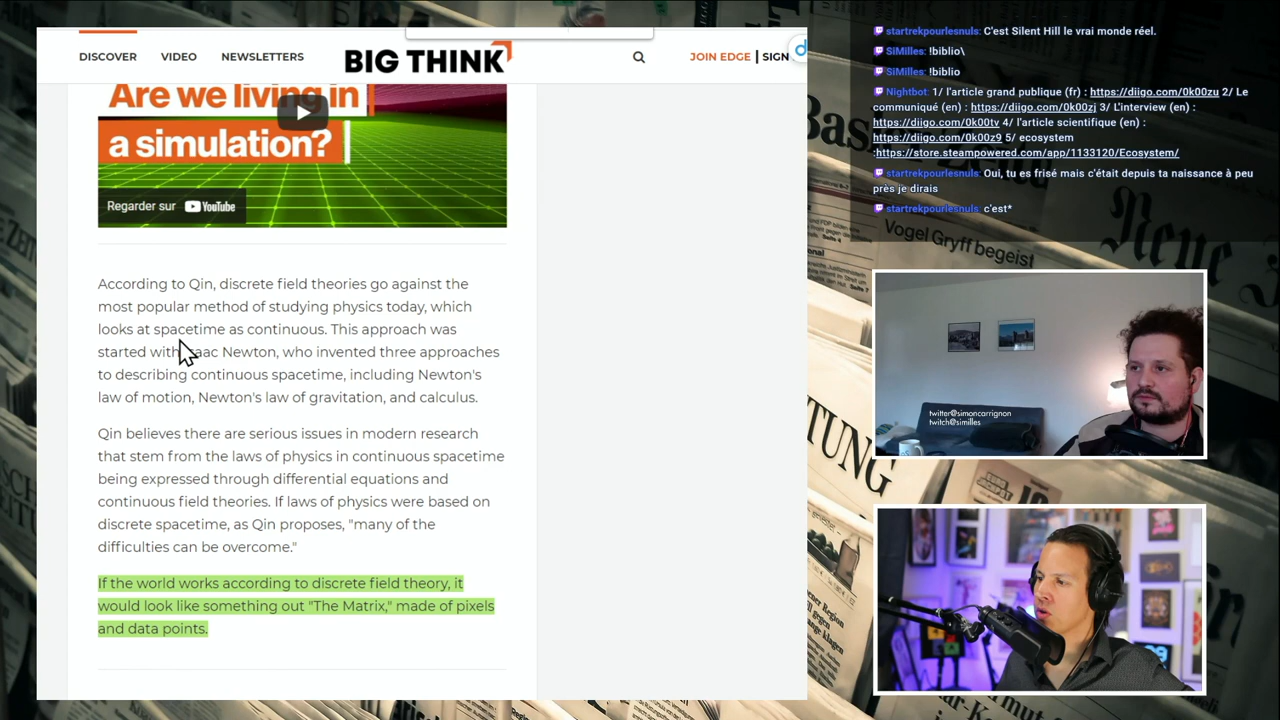 DISCOVER VIDEO NEWSLETTERS BIG THINK JOIN EDGE | SIGN
Are we living in
a simulation?
Regarder sur YouTube
According to Qin, discrete field theories go against the
most popular method of studying physics today, which
looks at spacetime as continuous. This approach was
started with Isaac Newton, who invented three approaches
to describing continuous spacetime, including Newton's
law of motion, Newton's law of gravitation, and calculus.
Qin believes there are serious issues in modern research
that stem from the laws of physics in continuous spacetime
being expressed through differential equations and
continuous field theories. If laws of physics were based on
discrete spacetime, as Qin proposes, "many of the
difficulties can be overcome."
If the world works according to discrete field theory, it
would look like something out "The Matrix," made of pixels
and data points.
startrekpourlesnuls: C'est Silent Hill le vrai monde réel.
SiMilles: !biblio\
SiMilles: !biblio
Nightbot: 1/ l'article grand publique (fr) : https://diigo.com/0k00zu 2/ Le
communiqué (en) : https://diigo.com/0k00zj 3/ L'interview (en) :
https://diigo.com/0k00tv 4/ l'article scientifique (en) :
https://diigo.com/0k00z9 5/ ecosystem
:https://store.steampowered.com/app/1133120/Ecosystem/
startrekpourlesnuls: Oui, tu es frisé mais c'était depuis ta naissance à peu
près je dirais
startrekpourlesnuls: c'est*
Vogel Gryff begeist
Neue
twitter@simoncarrignon
twitch@similles
TUNG